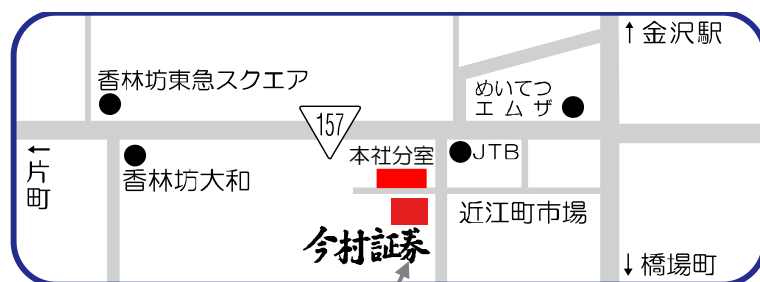 ↑金沢駅
香林坊東急スクエア
めいてつ
エムザ
157
←
片町
本社分室
JTB
香林坊大和
近江町市場
今村証券
↓橋場町